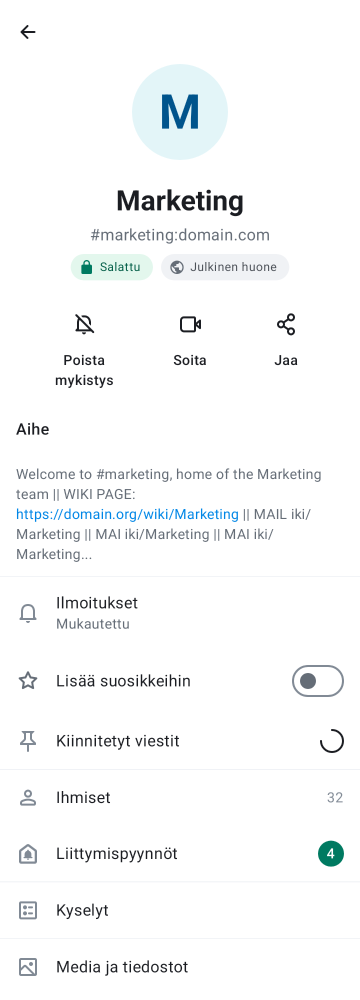 M
Marketing
#marketing:domain.com
Salattu
Julkinen huone
Poista
mykistys
Soita
Jaa
Aihe
Welcome to #marketing, home of the Marketing
team || WIKI PAGE:
https://domain.org/wiki/Marketing || MAIL iki/
Marketing || MAI iki/Marketing || MAI iki/
Marketing...
Ilmoitukset
Mukautettu
Lisää suosikkeihin
Kiinnitetyt viestit
Ihmiset
32
Liittymispyynnöt
4
Kyselyt
Media ja tiedostot